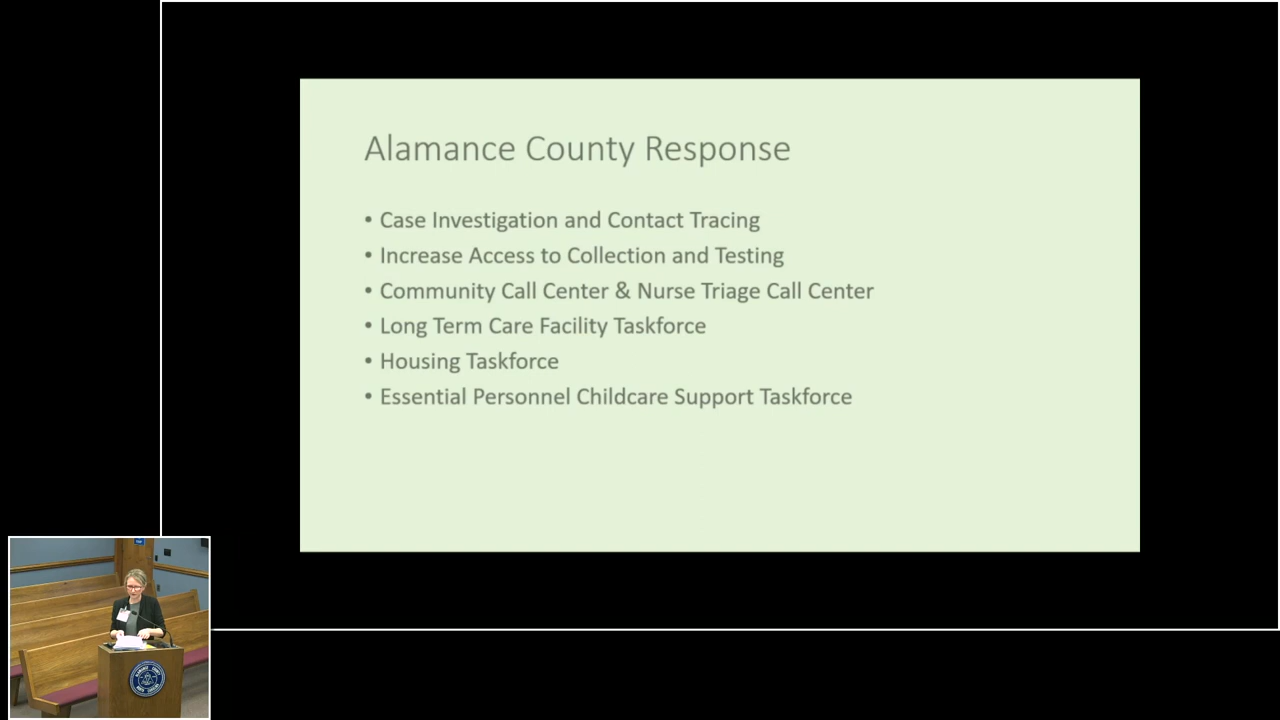 Alamance County Response
• Case Investigation and Contact Tracing
• Increase Access to Collection and Testing
• Community Call Center & Nurse Triage Call Center
• Long Term Care Facility Taskforce
• Housing Taskforce
• Essential Personnel Childcare Support Taskforce